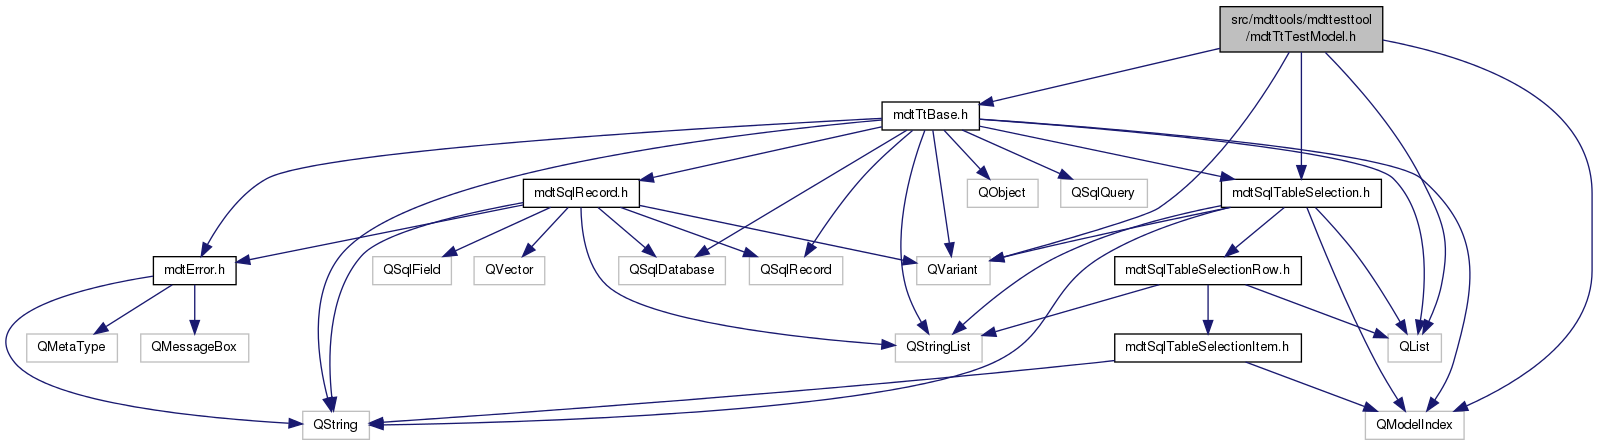 src/mdttools/mdttesttool
/mdtTtTestModel.h
mdtTtBase.h
mdtSqlRecord.h
QObject
QSqlQuery
mdtSqlTableSelection.h
mdtError.h
QSqlField
QVector
QSqlDatabase
QSqlRecord
QVariant
mdtSqlTableSelectionRow.h
QMetaType
QMessageBox
QStringList
mdtSqlTableSelectionItem.h
QList
QString
QModelIndex